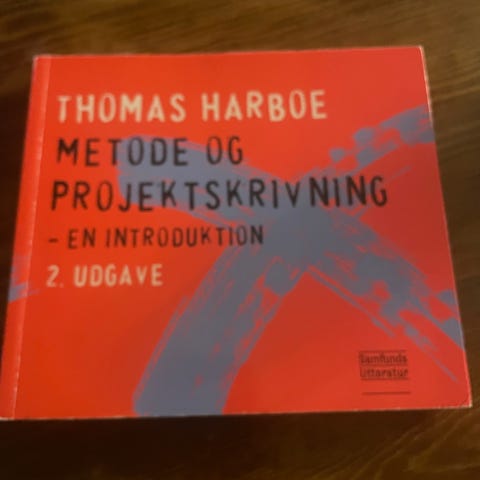 THOMAS HARBOE
METODE OG
PROJEKTSKRIVNING
- EN INTRODUKTION
2. UDGAVE
Samfunds
litteratur